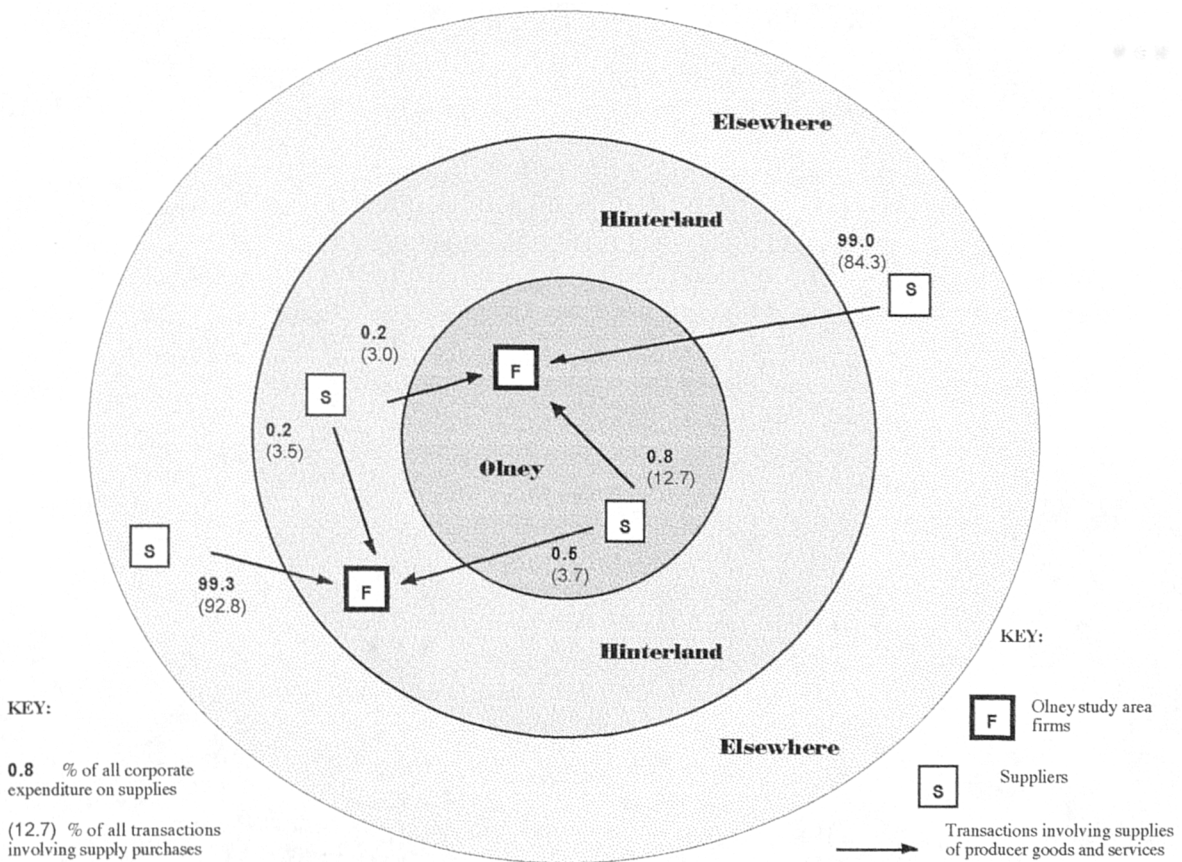 Elsewhere
Hinterland
99.0
(84.3)
S
0.2
(3.0)
F
S
0.2
(3.5)
Olney
0.8
(12.7)
S
S
0.5
(3.7)
99.3
(92.8)
F
Hinterland
Elsewhere
KEY:
0.8 % of all corporate
expenditure on supplies
(12.7) % of all transactions
involving supply purchases
KEY:
F Olney study area
firms
S Suppliers
Transactions involving supplies
of producer goods and services